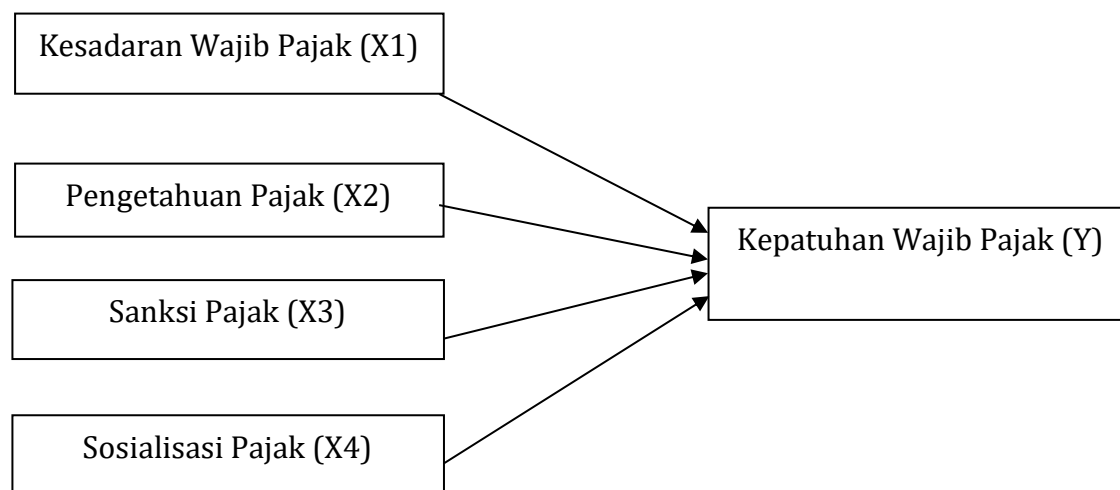 Kesadaran Wajib Pajak (X1)
Pengetahuan Pajak (X2)
Kepatuhan Wajib Pajak (Y)
Sanksi Pajak (X3)
Sosialisasi Pajak (X4)